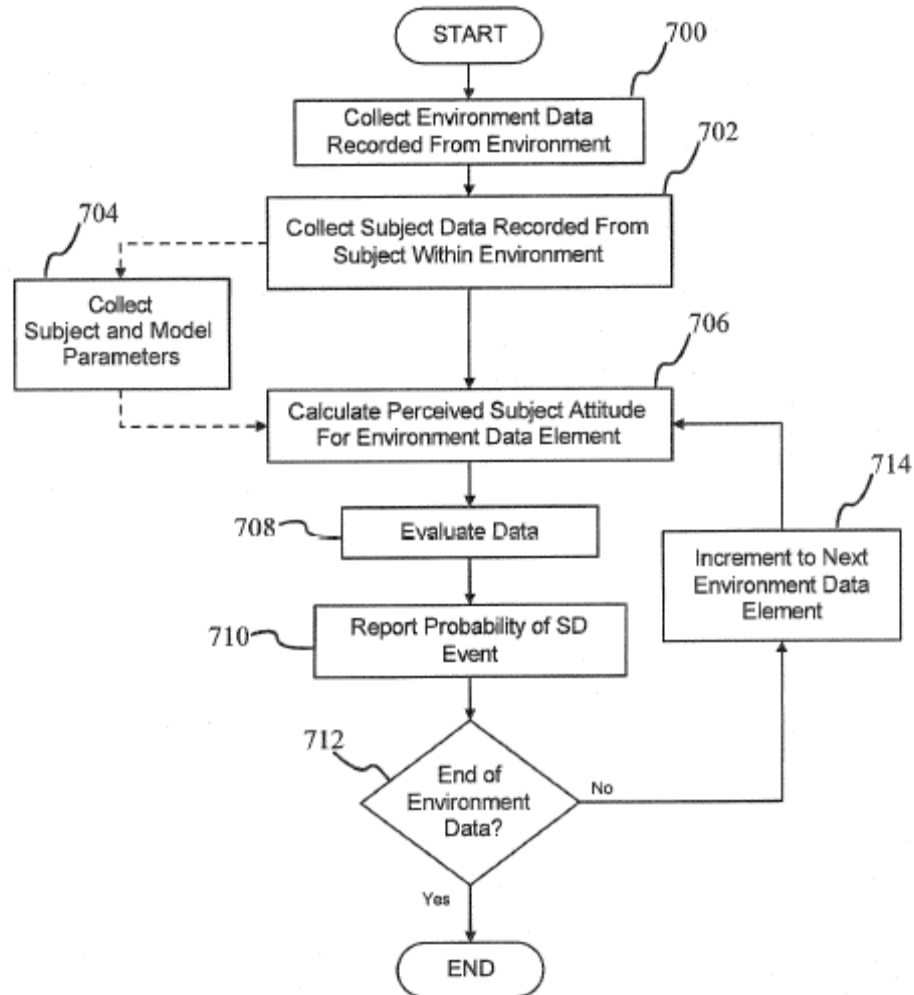 START
700
Collect Environment Data
Recorded From Environment
702
Collect Subject Data Recorded From
Subject Within Environment
704
Collect
Subject and Model
Parameters
706
Calculate Perceived Subject Attitude
For Environment Data Element
708
Evaluate Data
714
Increment to Next
Environment Data
Element
710
Report Probability of SD
Event
712
End of
Environment
Data?
No
Yes
END